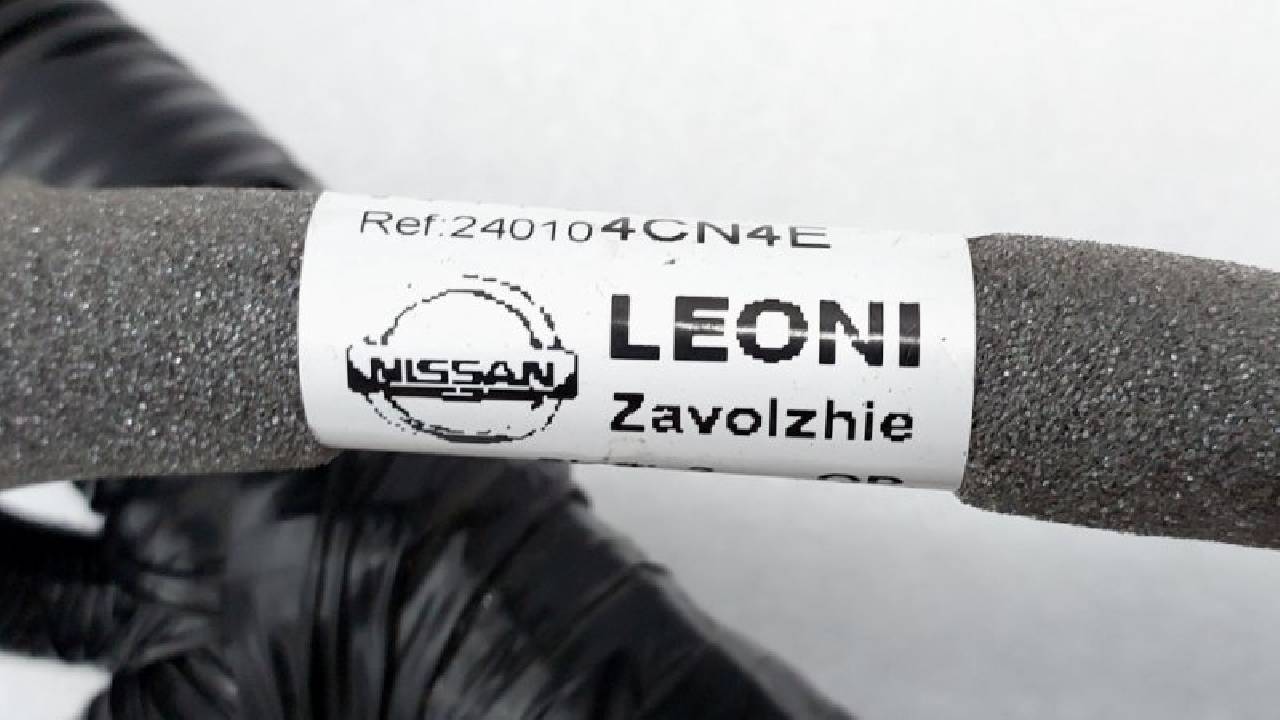 Ref:240104CN4E
NISSAN
LEONI
Zavolzhie